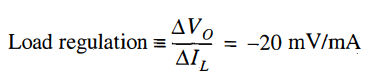 Load regulation ≡ ΔV_O / ΔI_L = −20 mV/mA